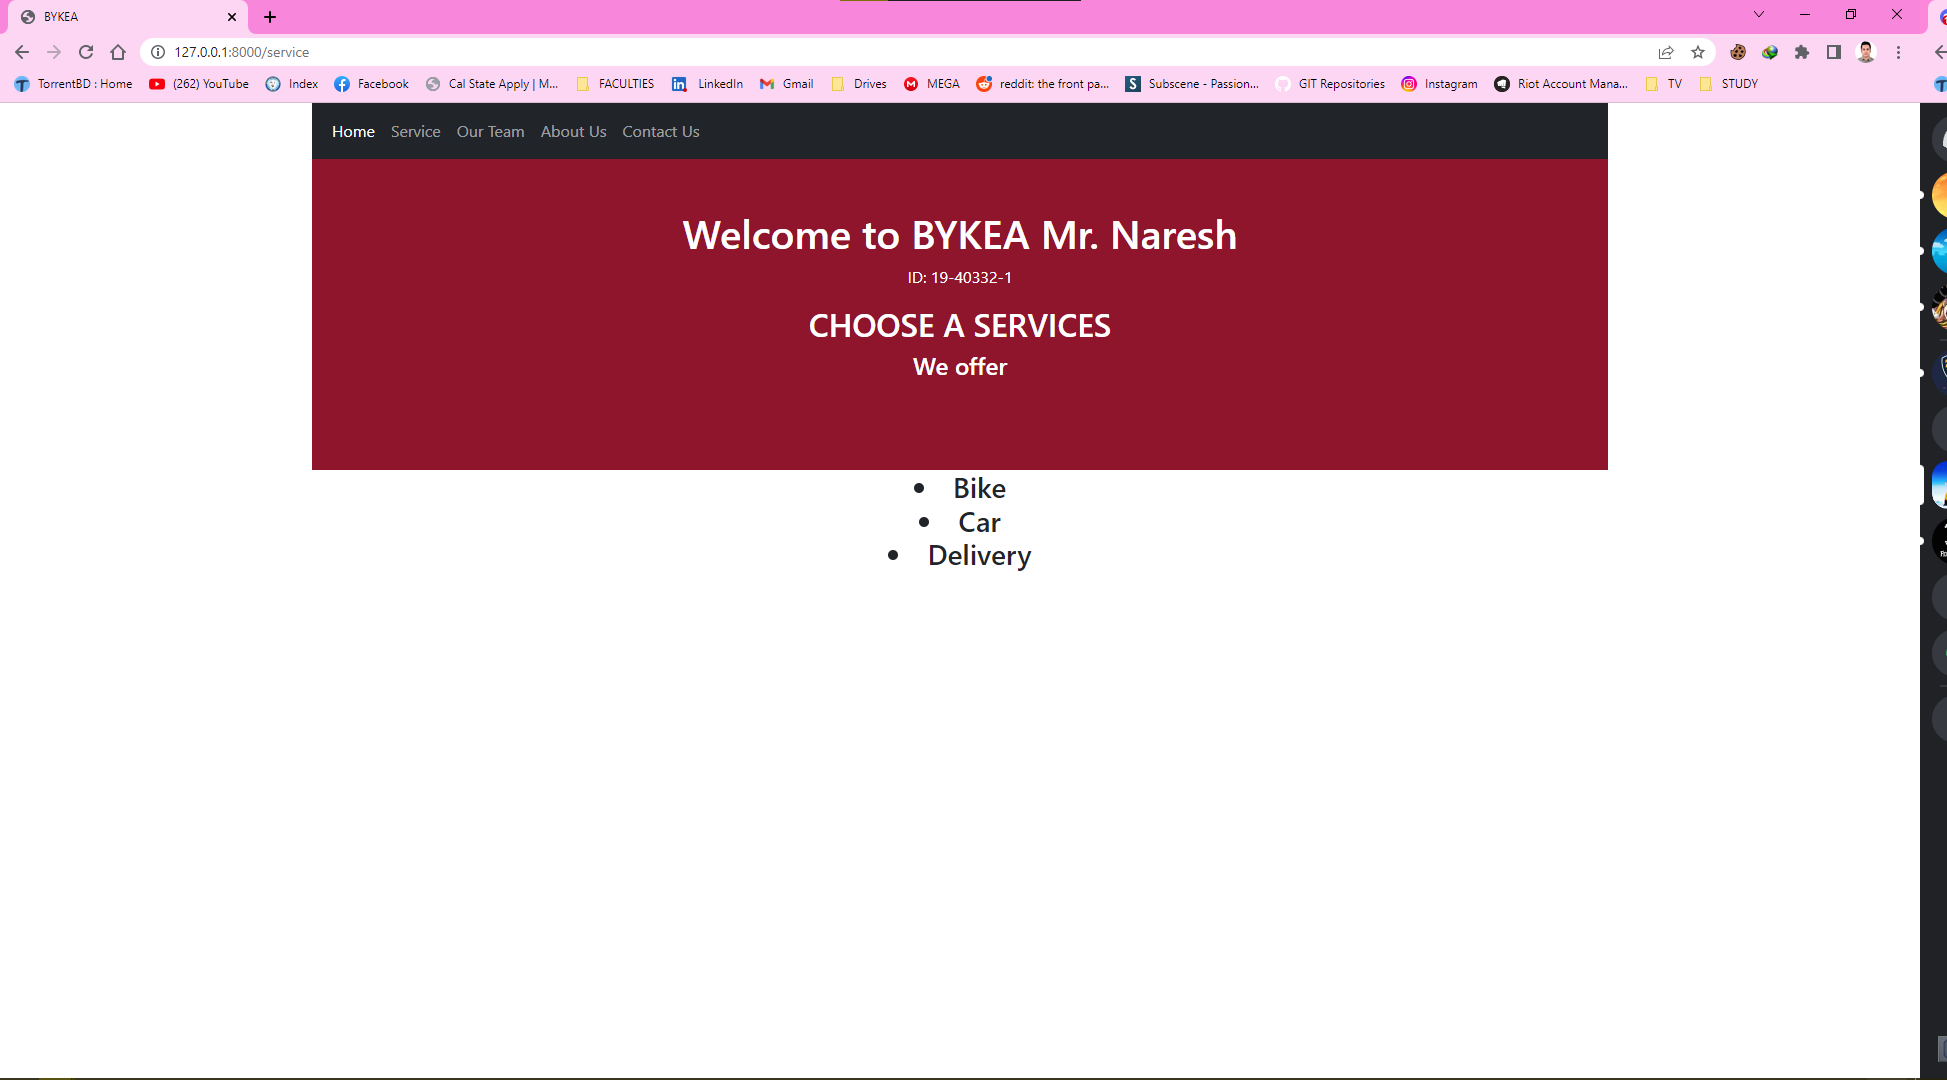 BYKEA
127.0.0.1:8000/service
TorrentBD : Home (262) YouTube Index Facebook Cal State Apply | M... FACULTIES LinkedIn Gmail Drives MEGA reddit: the front pa... Subscene - Passion... GIT Repositories Instagram Riot Account Mana... TV STUDY
Home Service Our Team About Us Contact Us
Welcome to BYKEA Mr. Naresh
ID: 19-40332-1
CHOOSE A SERVICES
We offer
Bike
Car
Delivery